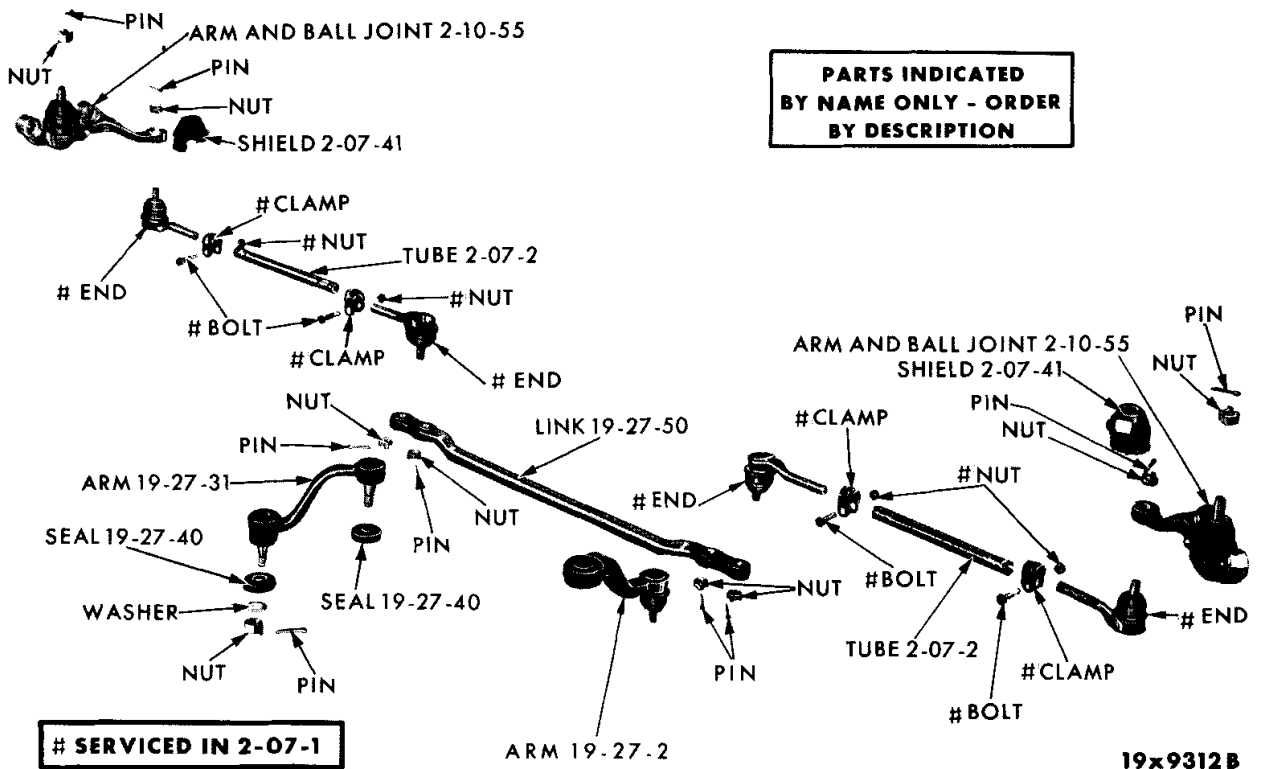 PIN
ARM AND BALL JOINT 2-10-55
NUT
PIN
NUT
SHIELD 2-07-41
PARTS INDICATED
BY NAME ONLY - ORDER
BY DESCRIPTION
# CLAMP
# NUT
TUBE 2-07-2
# END
# NUT
# BOLT
# CLAMP
# END
PIN
ARM AND BALL JOINT 2-10-55
SHIELD 2-07-41
NUT
NUT
#CLAMP
PIN
LINK 19-27-50
NUT
PIN
# NUT
ARM 19-27-31
# END
NUT
SEAL 19-27-40
PIN
#BOLT
NUT
WASHER
SEAL 19-27-40
# END
TUBE 2-07-2
NUT
PIN
PIN
#CLAMP
#BOLT
# SERVICED IN 2-07-1
ARM 19-27-2
19x9312B